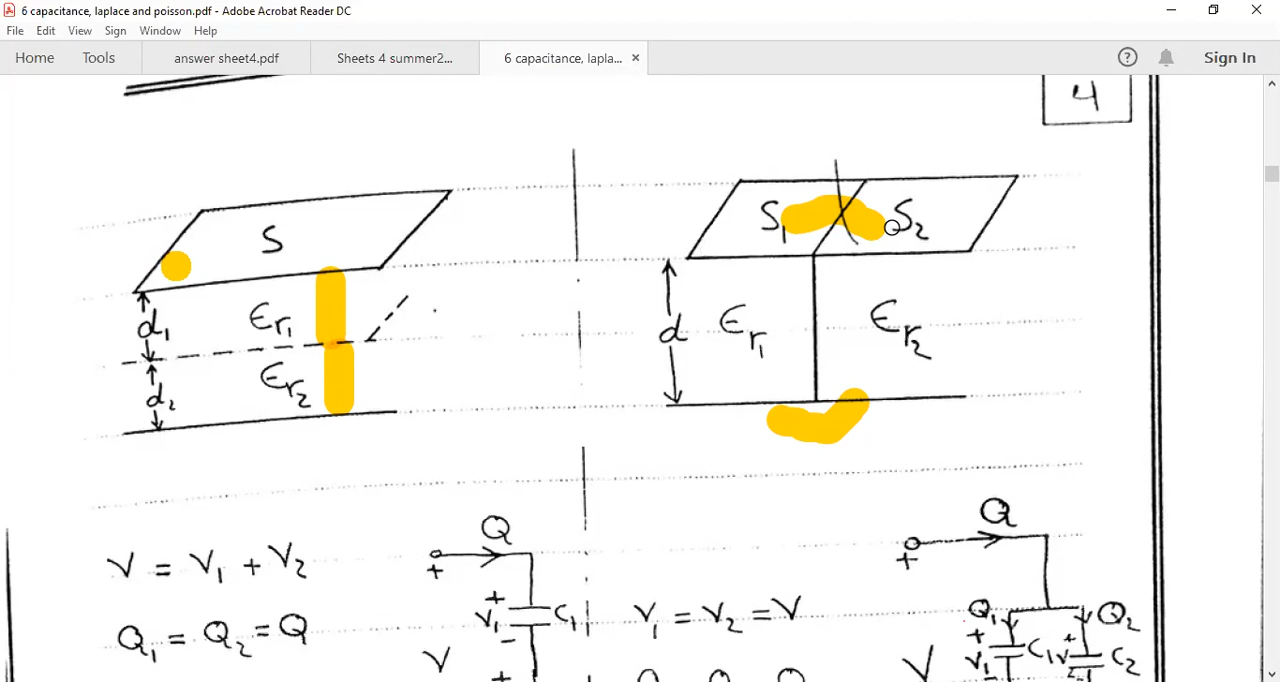 6 capacitance, laplace and poisson.pdf - Adobe Acrobat Reader DC
File Edit View Sign Window Help
Home Tools answer sheet4.pdf Sheets 4 summer2... 6 capacitance, lapla... × Sign In
4
S
d₁
εr₁
εr₂
d₂
S₁ S₂
d
εr₁ εr₂
V = V₁ + V₂
Q₁ = Q₂ = Q
Q
+
+
V₁
-
C₁
V
+
V₁ = V₂ = V
Q
+
Q₁ Q₂
+ +
V₁ C₁ V C₂
V